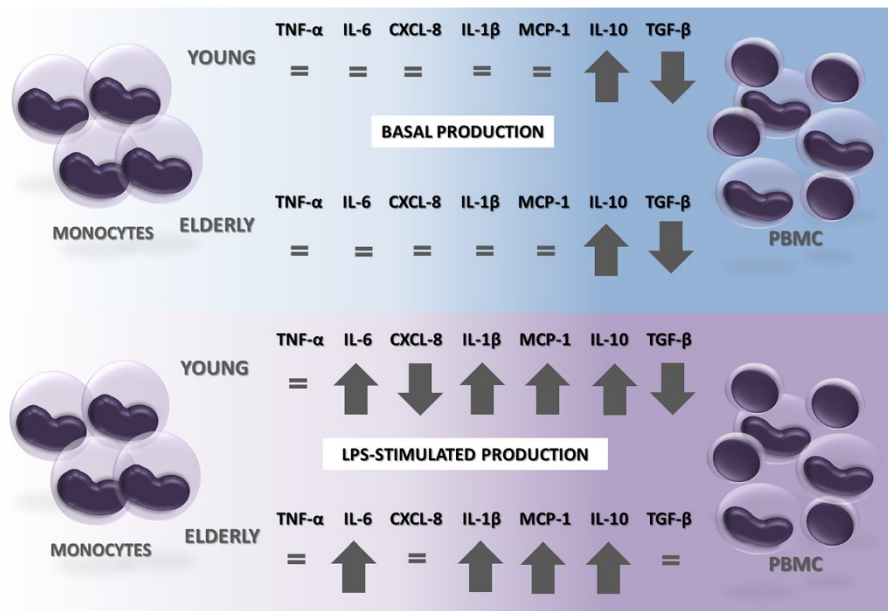 TNF-α IL-6 CXCL-8 IL-1β MCP-1 IL-10 TGF-β
YOUNG
= = = = =
BASAL PRODUCTION
TNF-α IL-6 CXCL-8 IL-1β MCP-1 IL-10 TGF-β
ELDERLY
MONOCYTES
PBMC
= = = = =
TNF-α IL-6 CXCL-8 IL-1β MCP-1 IL-10 TGF-β
YOUNG
=
LPS-STIMULATED PRODUCTION
TNF-α IL-6 CXCL-8 IL-1β MCP-1 IL-10 TGF-β
ELDERLY
MONOCYTES
= = =
PBMC